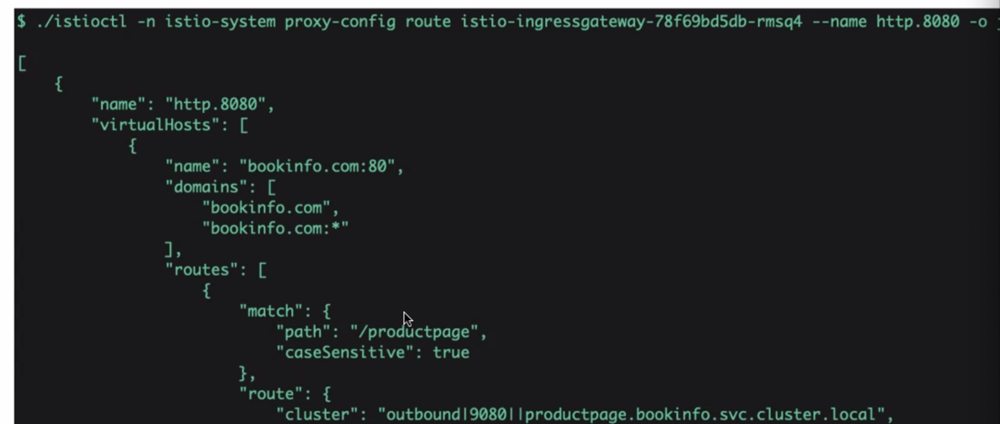 $ ./istioctl -n istio-system proxy-config route istio-ingressgateway-78f69bd5db-rmsq4 --name http.8080 -o
[
    {
        "name": "http.8080",
        "virtualHosts": [
            {
                "name": "bookinfo.com:80",
                "domains": [
                    "bookinfo.com",
                    "bookinfo.com:*"
                ],
                "routes": [
                    {
                        "match": {
                            "path": "/productpage",
                            "caseSensitive": true
                        },
                        "route": {
                            "cluster": "outbound|9080||productpage.bookinfo.svc.cluster.local",